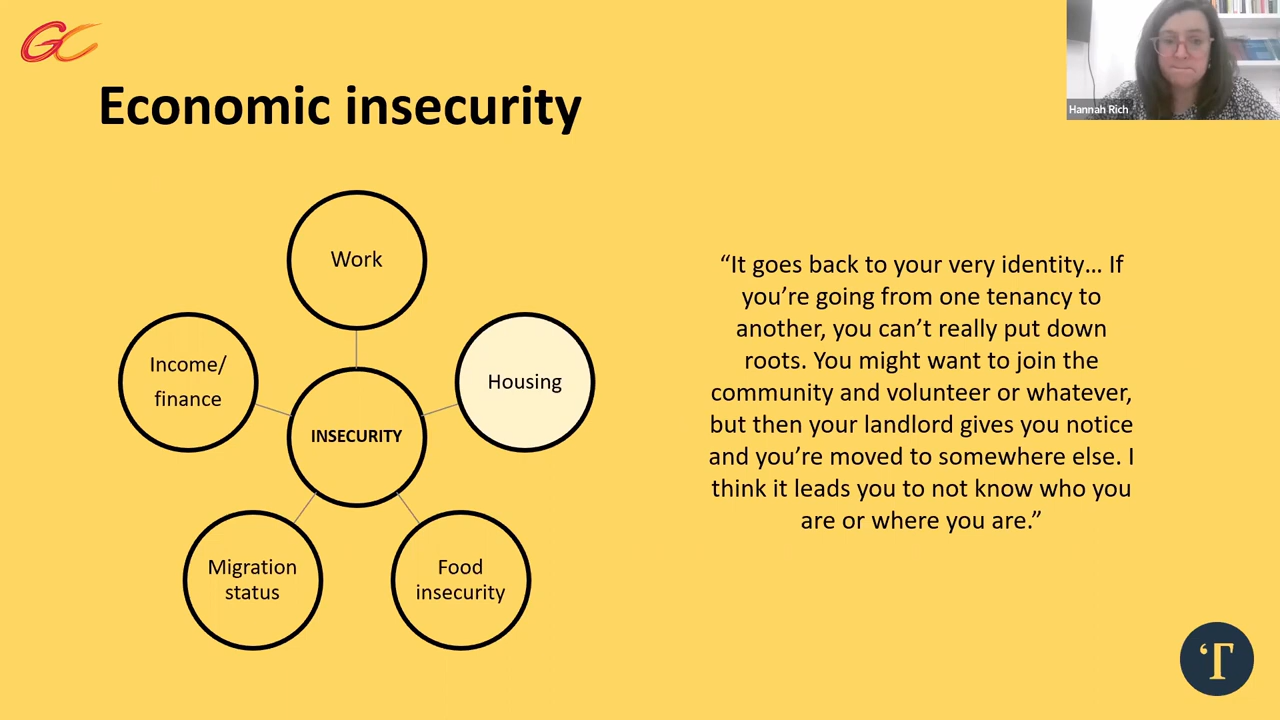 GC
Economic insecurity
Hannah Rich
Work
Income/
finance
Housing
INSECURITY
Migration
status
Food
insecurity
“It goes back to your very identity… If
you’re going from one tenancy to
another, you can’t really put down
roots. You might want to join the
community and volunteer or whatever,
but then your landlord gives you notice
and you’re moved to somewhere else. I
think it leads you to not know who you
are or where you are.”
‘T